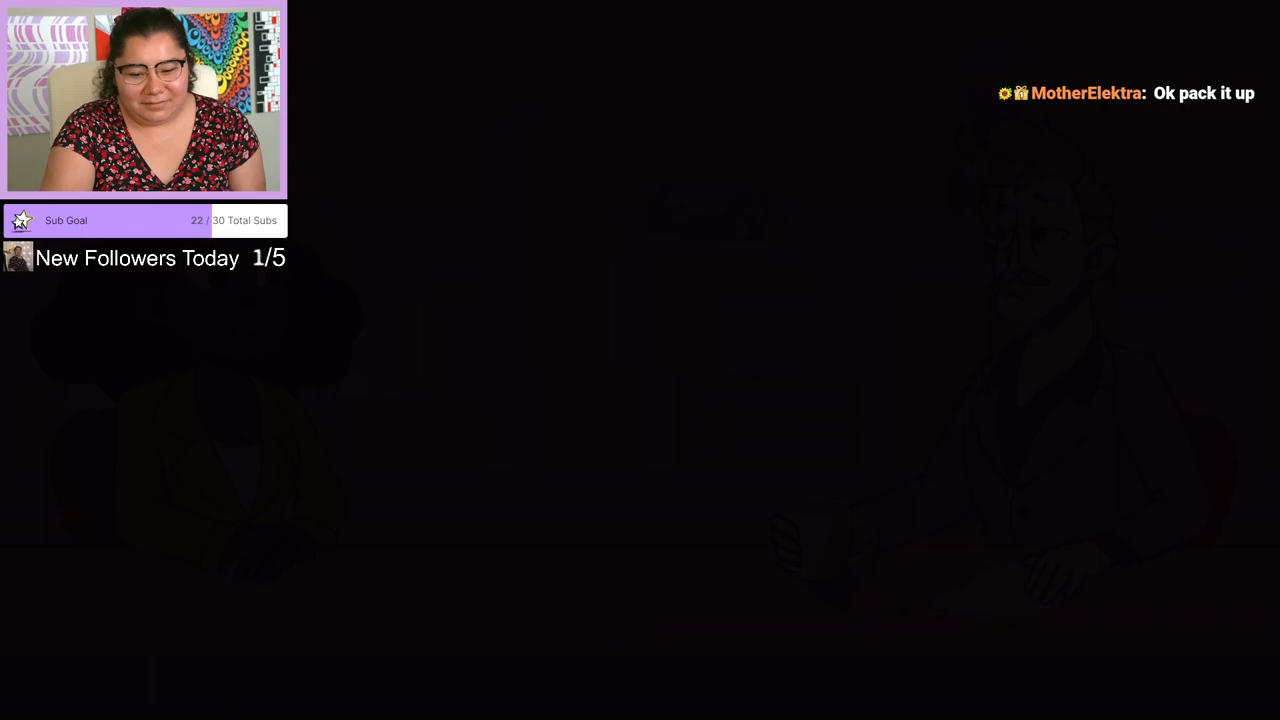 MotherElektra: Ok pack it up
Sub Goal 22 / 30 Total Subs
New Followers Today 1/5